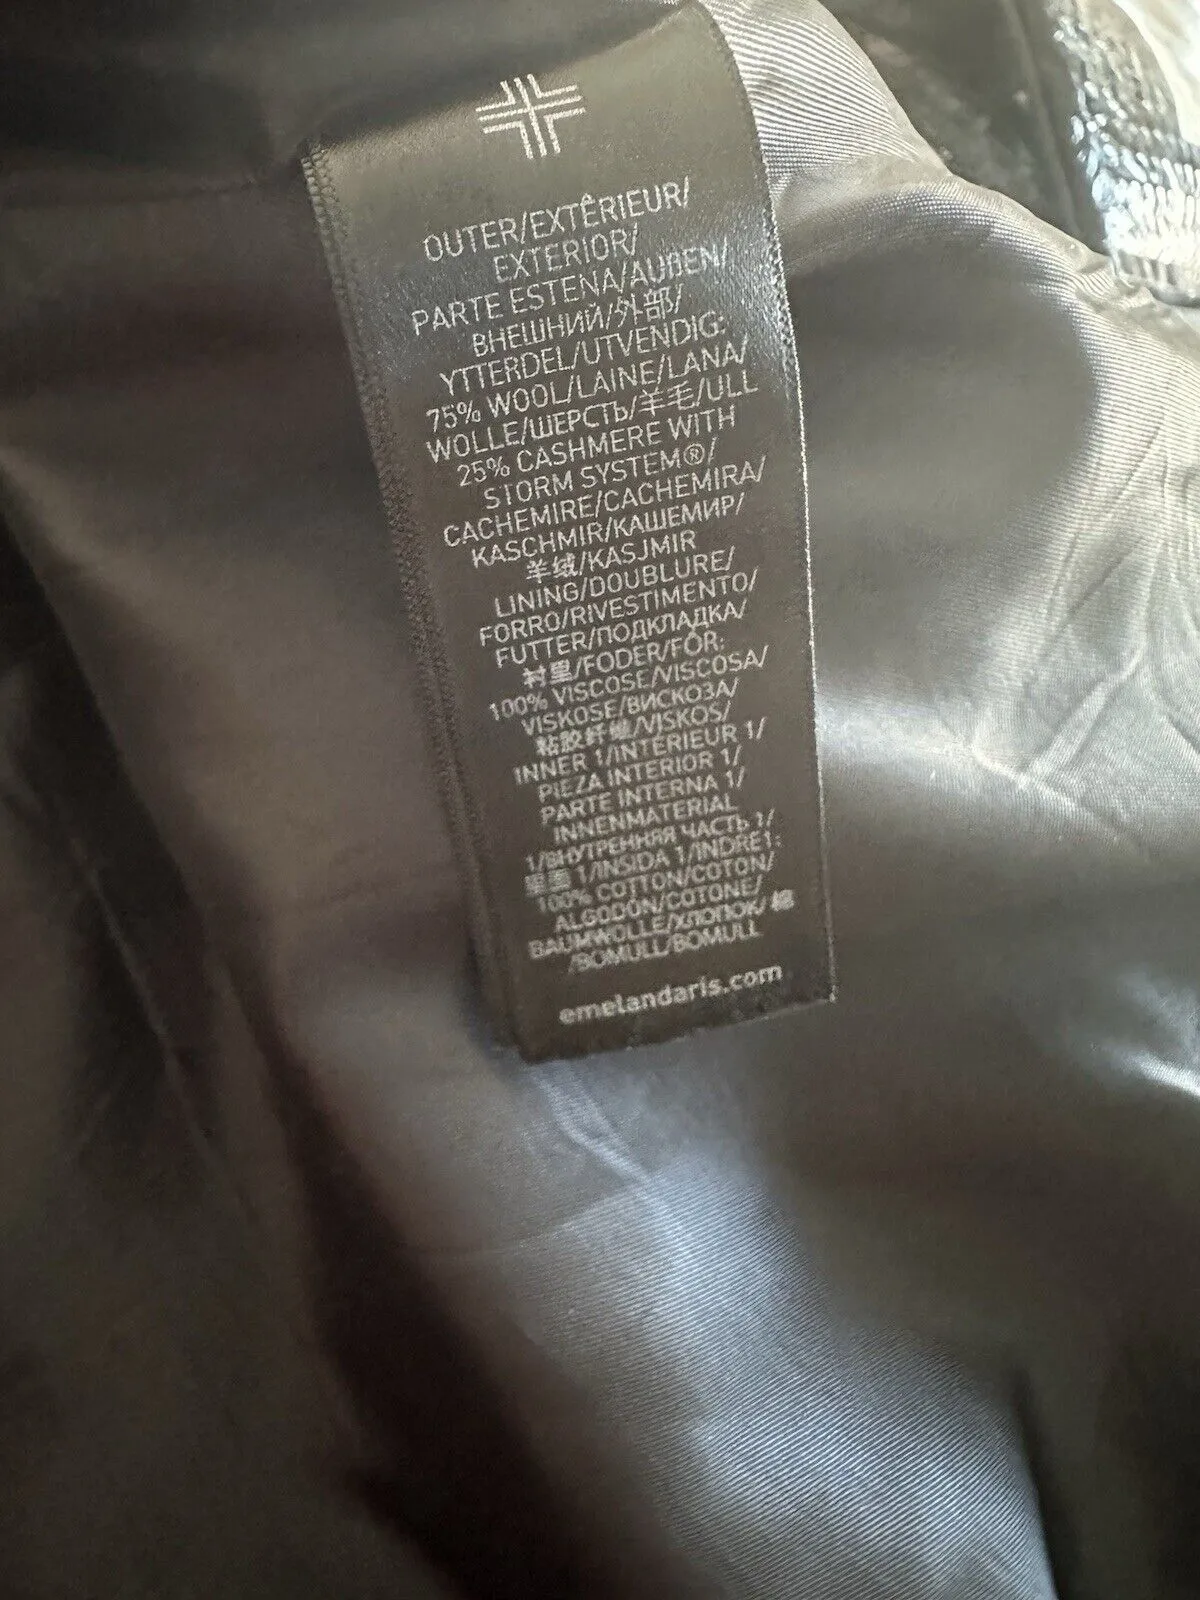 OUTER/EXTÊRIEUR/
EXTERIOR/
PARTE ESTENA/AUBEN/
ВНЕШНИЙ/外部/
YTTERDEL/UTVENDIG:
75% WOOL/LAINE/LANA/
WOLLE/ШЕРСТЬ/羊毛/ULL
25% CASHMERE WITH
STORM SYSTEM®/
CACHEMIRE/CACHEMIRA/
KASCHMIR/КАШЕМИР/
羊绒/KASJMIR
LINING/DOUBLURE/
FORRO/RIVESTIMENTO/
FUTTER/ПОДКЛАДКА/
衬里/FODER/FÔR:
100% VISCOSE/VISCOSA/
VISKOSE/ВИСКОЗА/
粘胶纤维/VISKOS/
INNER 1/INTERIEUR 1/
PIEZA INTERIOR 1/
PARTE INTERNA 1/
INNENMATERIAL
1/ВНУТРЕННЯЯ ЧАСТЬ 1/
1/INSIDA 1/INDRE1:
100% COTTON/COTON/
ALGODÓN/COTONE/
BAUMWOLLE/ХЛОПОК/
/BOMULL/BOMULL
emelandaris.com